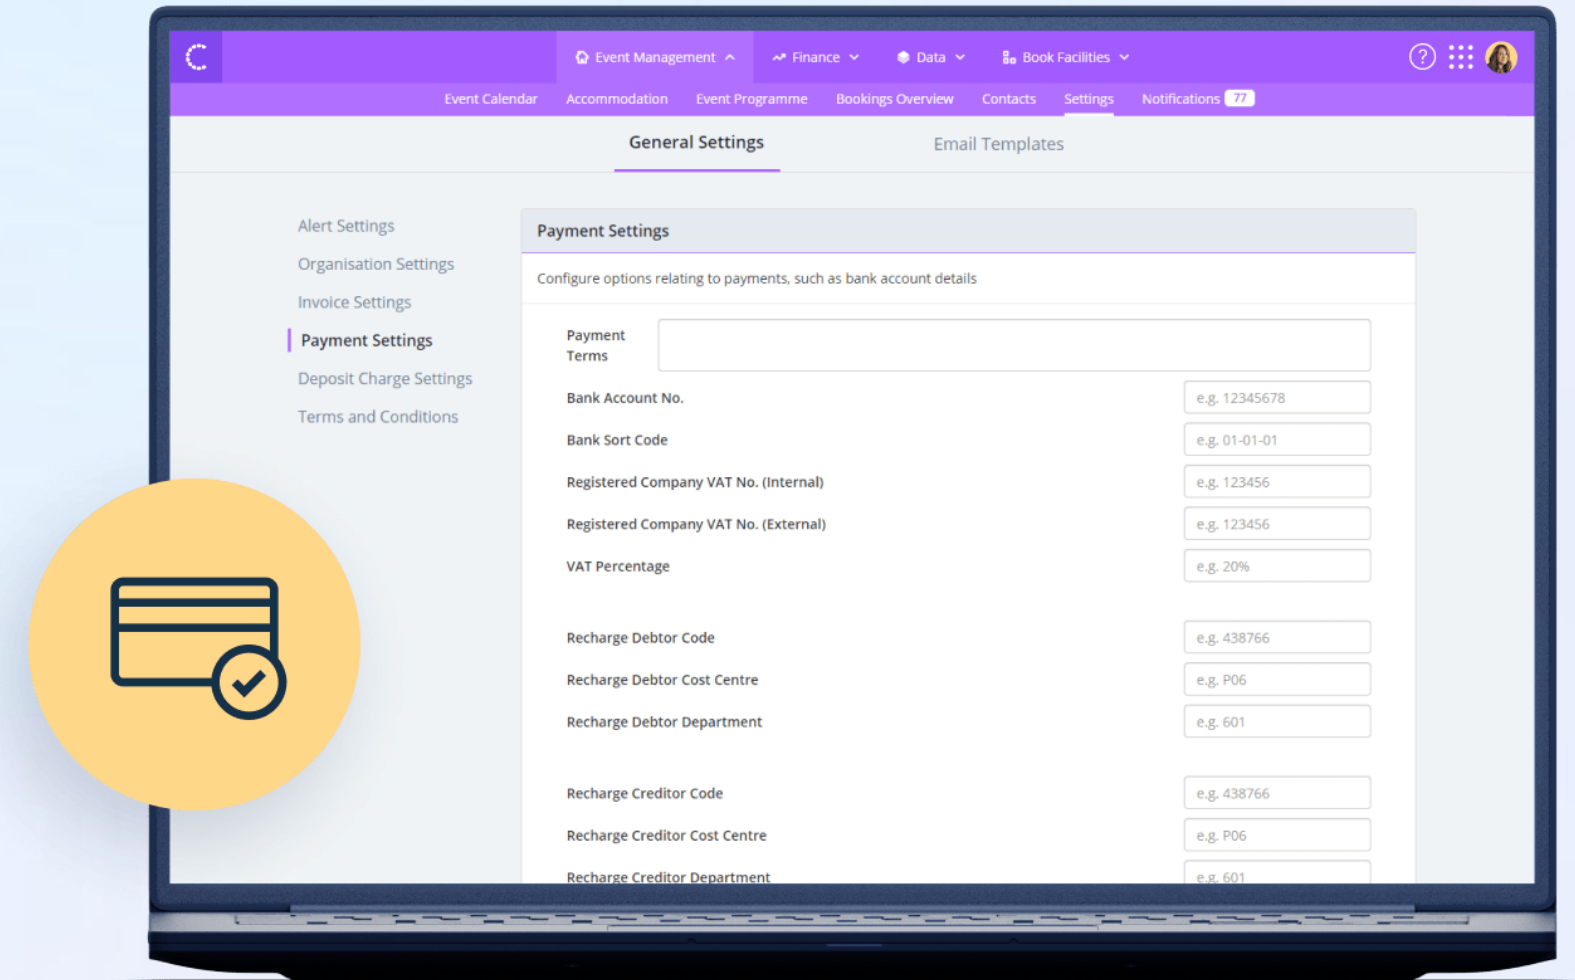 Event Management Finance Data Book Facilities ?
Event Calendar Accommodation Event Programme Bookings Overview Contacts Settings Notifications 77
General Settings Email Templates
Alert Settings
Organisation Settings
Invoice Settings
Payment Settings
Deposit Charge Settings
Terms and Conditions
Payment Settings
Configure options relating to payments, such as bank account details
Payment
Terms
Bank Account No. e.g. 12345678
Bank Sort Code e.g. 01-01-01
Registered Company VAT No. (Internal) e.g. 123456
Registered Company VAT No. (External) e.g. 123456
VAT Percentage e.g. 20%
Recharge Debtor Code e.g. 438766
Recharge Debtor Cost Centre e.g. P06
Recharge Debtor Department e.g. 601
Recharge Creditor Code e.g. 438766
Recharge Creditor Cost Centre e.g. P06
Recharge Creditor Department e.g. 601